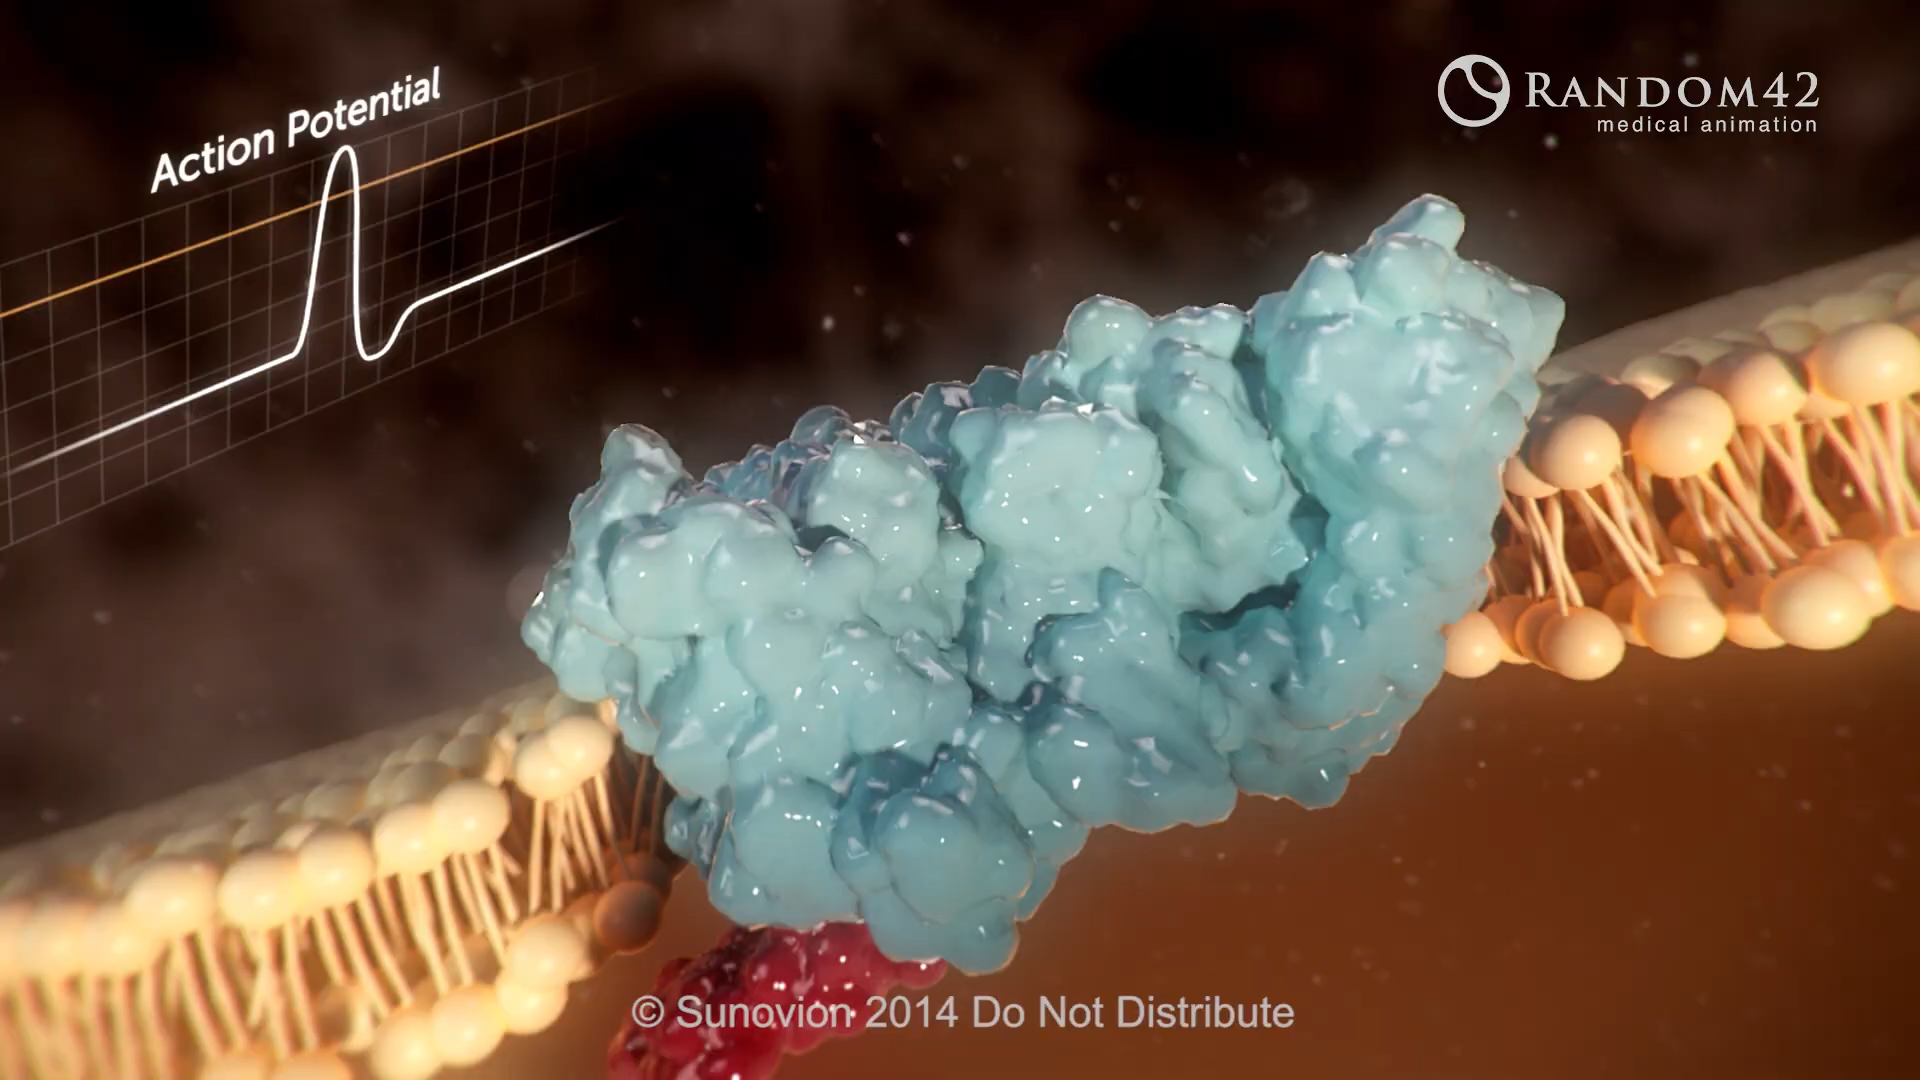 Action Potential
RANDOM42
medical animation
© Sunovion 2014 Do Not Distribute